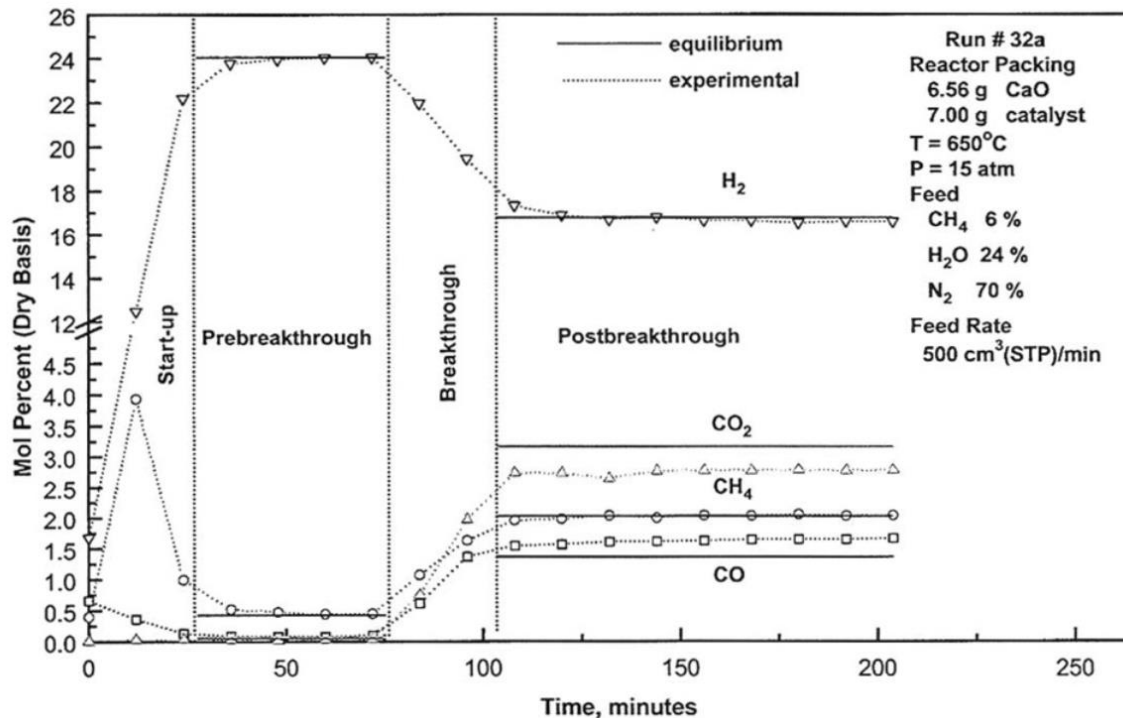 26
24
22
20
18
16
14
12
4.5
4.0
3.5
3.0
2.5
2.0
1.5
1.0
0.5
0.0
Mol Percent (Dry Basis)
0
50
100
150
200
250
Time, minutes
Start-up
Prebreakthrough
Breakthrough
Postbreakthrough
equilibrium
experimental
H₂
CO₂
CH₄
CO
Run # 32a
Reactor Packing
6.56 g CaO
7.00 g catalyst
T = 650°C
P = 15 atm
Feed
CH₄ 6 %
H₂O 24 %
N₂ 70 %
Feed Rate
500 cm³(STP)/min